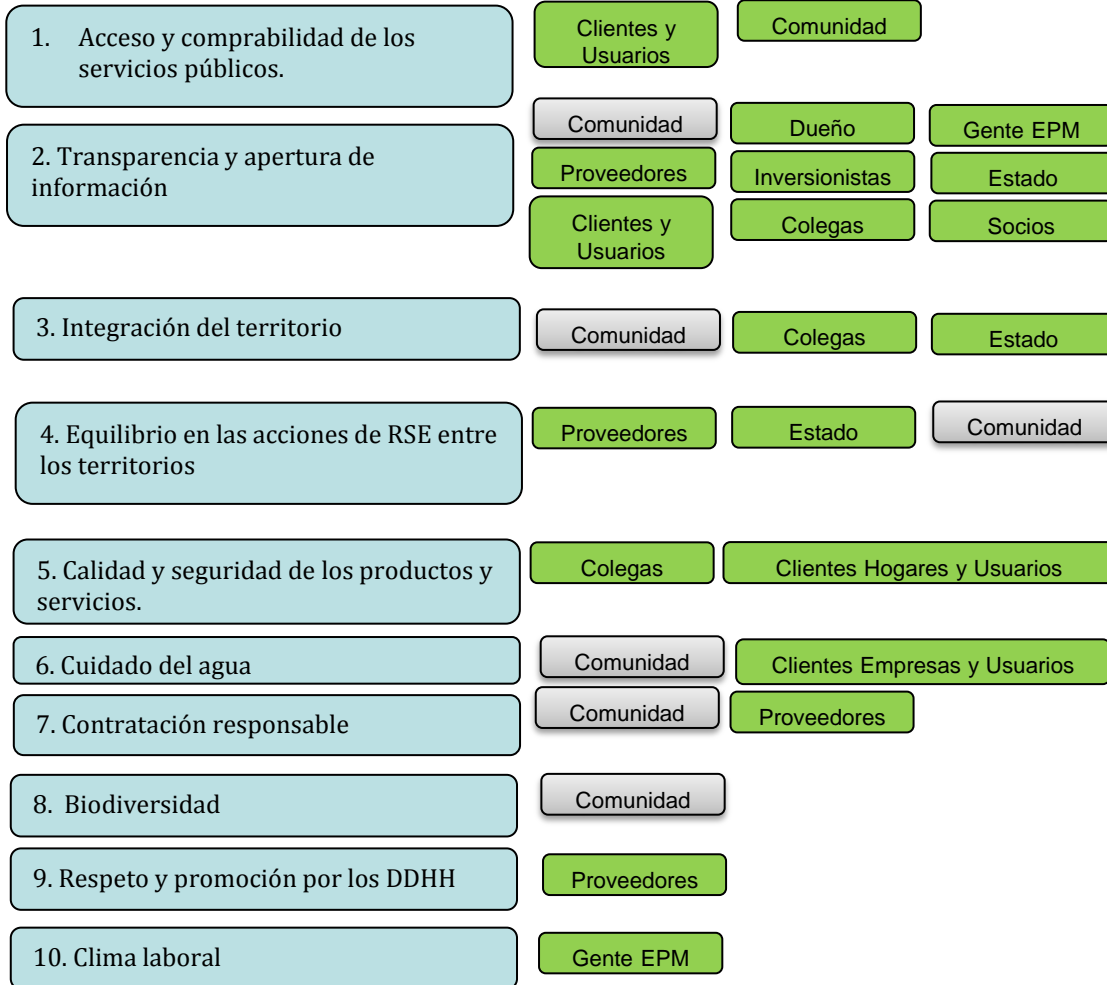 1. Acceso y comprabilidad de los
servicios públicos.
Clientes y
Usuarios
Comunidad
2. Transparencia y apertura de
información
Comunidad
Dueño
Gente EPM
Proveedores
Inversionistas
Estado
Clientes y
Usuarios
Colegas
Socios
3. Integración del territorio
Comunidad
Colegas
Estado
4. Equilibrio en las acciones de RSE entre
los territorios
Proveedores
Estado
Comunidad
5. Calidad y seguridad de los productos y
servicios.
Colegas
Clientes Hogares y Usuarios
6. Cuidado del agua
Comunidad
Clientes Empresas y Usuarios
7. Contratación responsable
Comunidad
Proveedores
8. Biodiversidad
Comunidad
9. Respeto y promoción por los DDHH
Proveedores
10. Clima laboral
Gente EPM